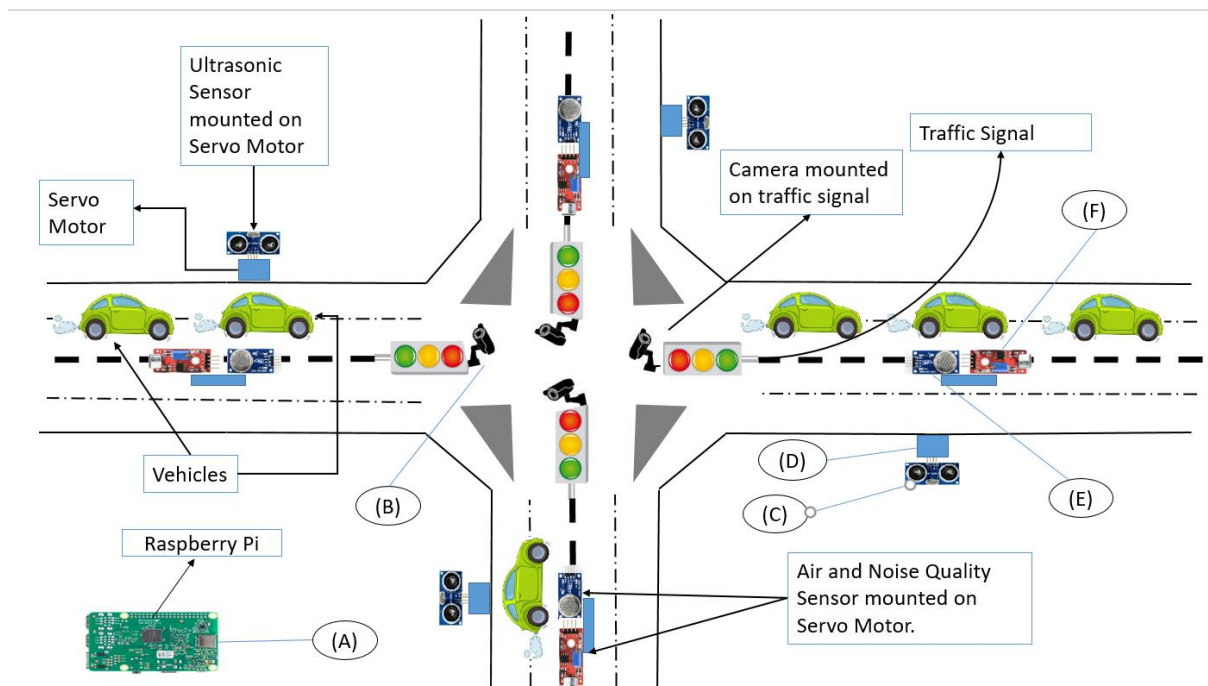 Ultrasonic
Sensor
mounted on
Servo Motor
Servo
Motor
Camera mounted
on traffic signal
Traffic Signal
(F)
Vehicles
(B)
(D)
(C)
(E)
Raspberry Pi
(A)
Air and Noise Quality
Sensor mounted on
Servo Motor.